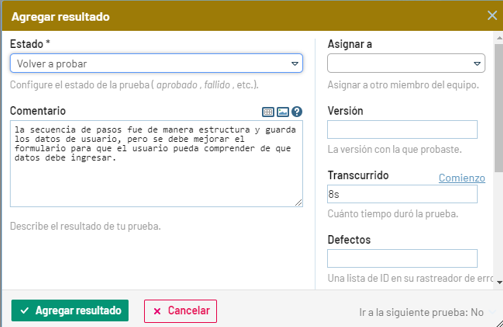 Agregar resultado
Estado *
Volver a probar
Configure el estado de la prueba ( aprobado , fallido , etc.).
Comentario
la secuencia de pasos fue de manera estructura y guarda
los datos de usuario, pero se debe mejorar el
formulario para que el usuario pueda comprender de que
datos debe ingresar.
Describe el resultado de tu prueba.
Asignar a
Asignar a otro miembro del equipo.
Versión
La versión con la que probaste.
Transcurrido
Comienzo
8s
Cuánto tiempo duró la prueba.
Defectos
Una lista de ID en su rastreador de erro
Agregar resultado
Cancelar
Ir a la siguiente prueba: No